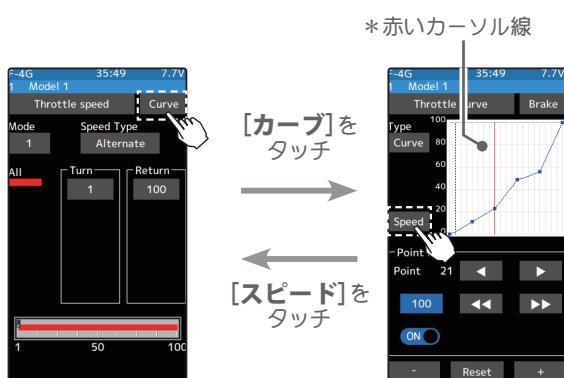 ＊赤いカーソル線
F-4G 35:49 7.7V
1 Model 1
Throttle speed Curve
Mode Speed Type
1 Alternate
All Turn Return
1 100
1 50 100
[カーブ]を
タッチ
[スピード]を
タッチ
-4G 35:49 7.7V
1 Model 1
Throttle urve Brake
Type
Curve
100
80
60
40
20
0
Speed
Point
Point 21 ◀ ▶
100 ◀◀ ▶▶
ON
- Reset +